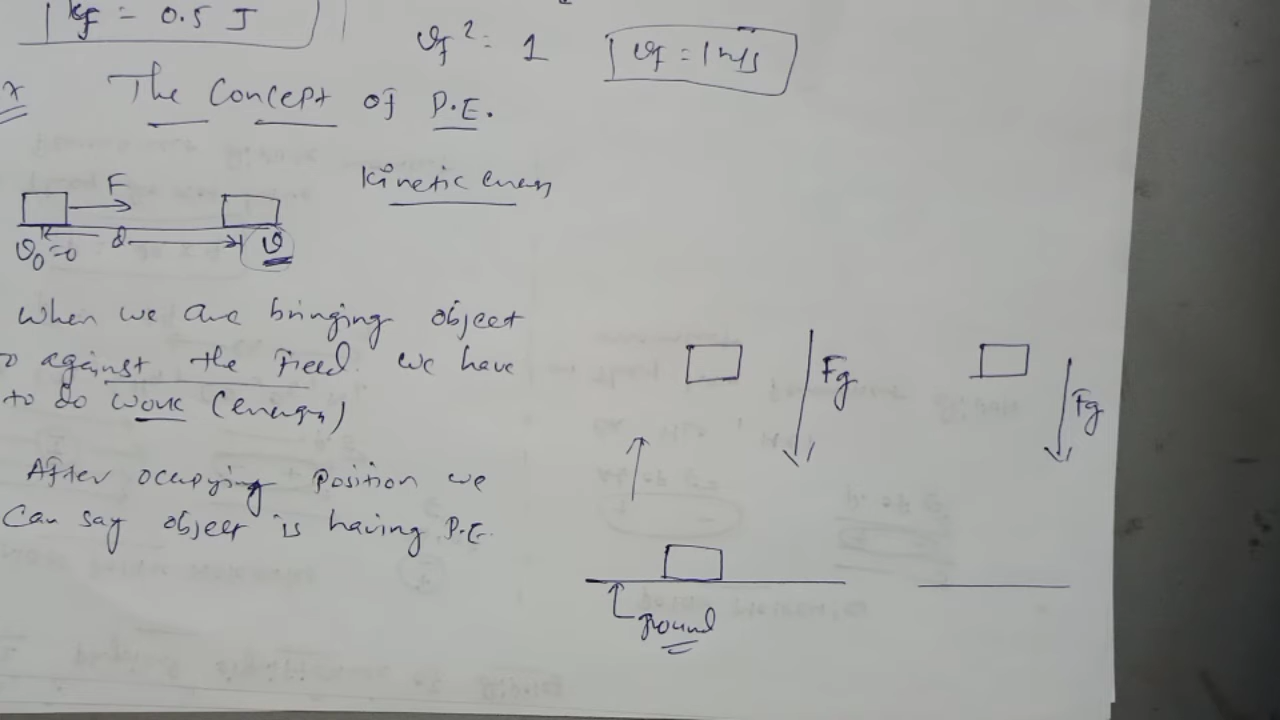 Kf = 0.5 J
vf² = 1
vf = 1 m/s
The Concept of P.E.
F
Kinetic energy
d
v0=0
v
When we are bringing object
against the Field. we have
to do work (energy)
After occupying position we
Can say object is having P.E.
Fg
Fg
ground